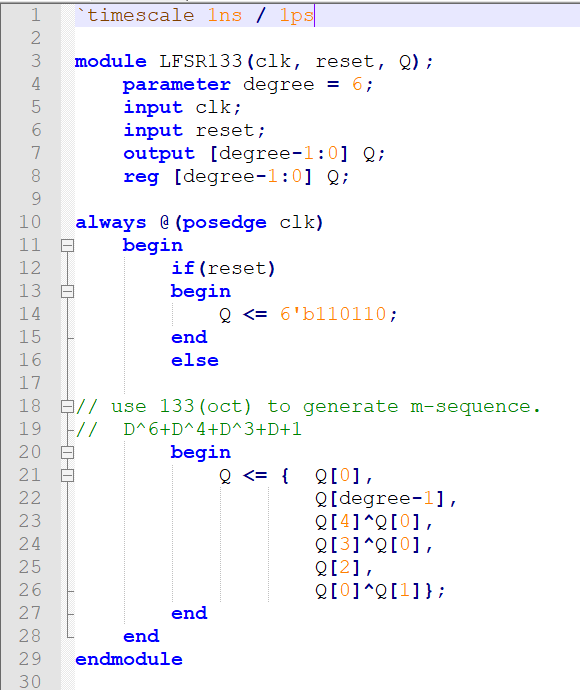 1 `timescale 1ns / 1ps
2
3 module LFSR133(clk, reset, Q);
4 parameter degree = 6;
5 input clk;
6 input reset;
7 output [degree-1:0] Q;
8 reg [degree-1:0] Q;
9
10 always @(posedge clk)
11 begin
12 if(reset)
13 begin
14 Q <= 6'b110110;
15 end
16 else
17
18 // use 133(oct) to generate m-sequence.
19 // D^6+D^4+D^3+D+1
20 begin
21 Q <= { Q[0],
22 Q[degree-1],
23 Q[4]^Q[0],
24 Q[3]^Q[0],
25 Q[2],
26 Q[0]^Q[1]};
27 end
28 end
29 endmodule
30